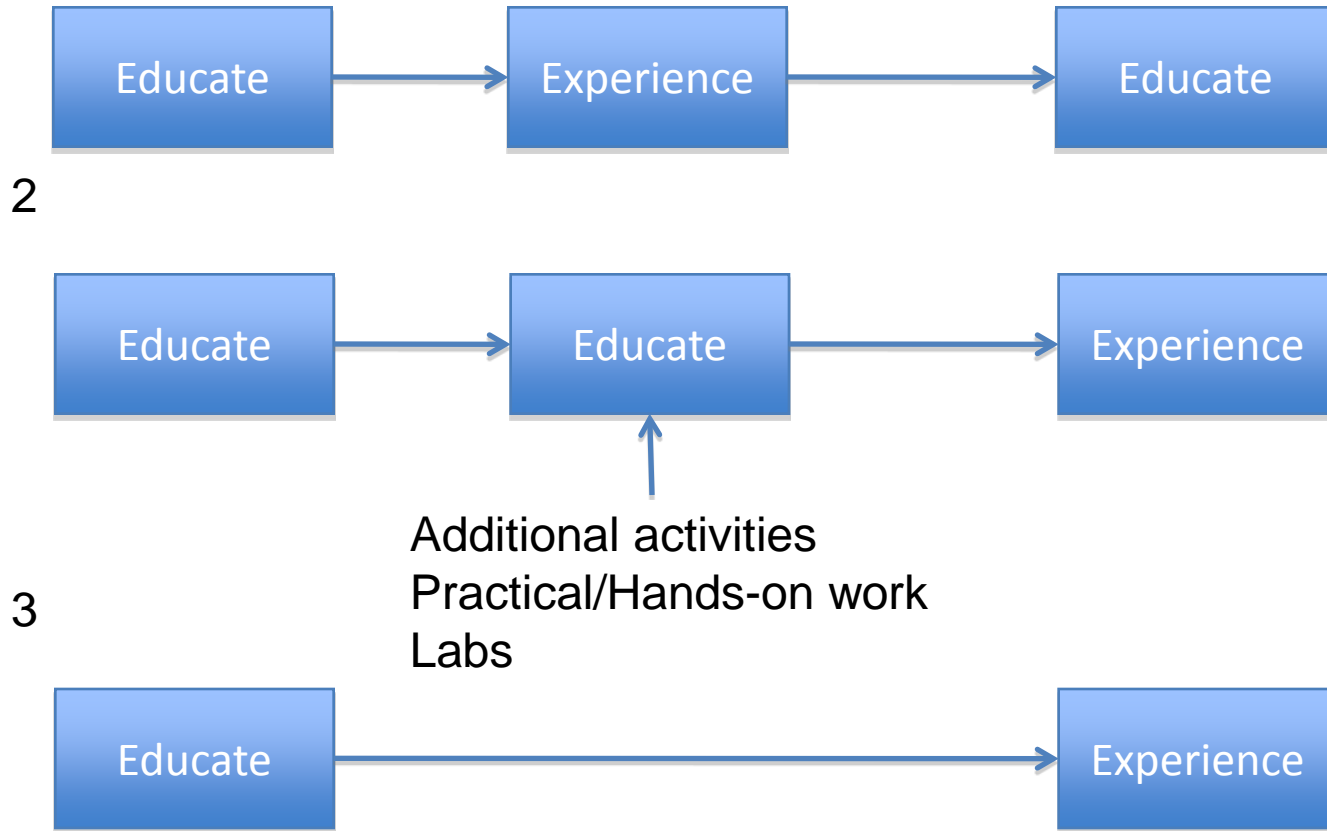 Educate Experience Educate
2
Educate Educate Experience
Additional activities
Practical/Hands-on work
3
Labs
Educate Experience